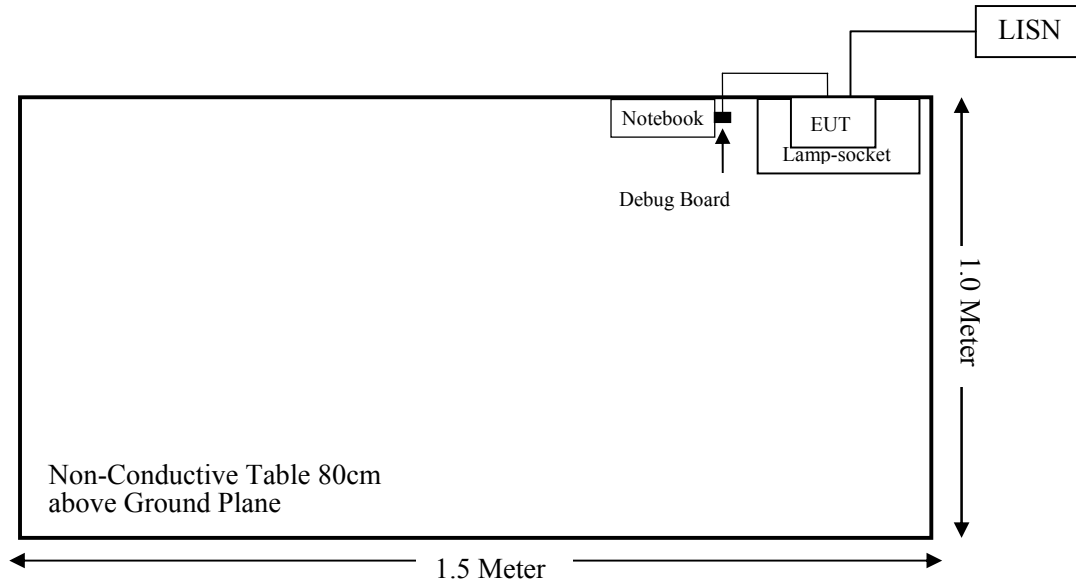 LISN
Notebook
EUT
Lamp-socket
Debug Board
1.0 Meter
Non-Conductive Table 80cm
above Ground Plane
1.5 Meter